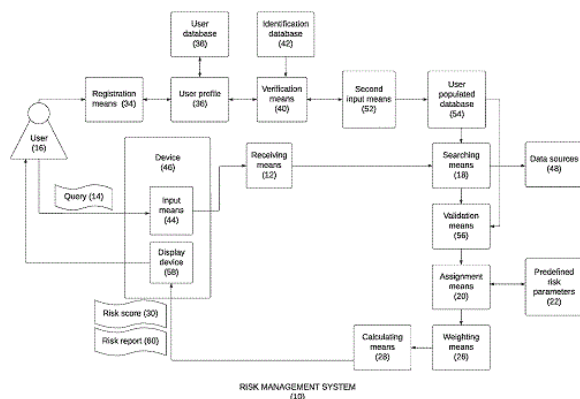 User
database
(36)
Identification
database
(42)
Registration
means (34)
User profile
(36)
Verification
means
(40)
Second
input means
(52)
User
populated
database
(54)
User
(16)
Device
(46)
Receiving
means
(12)
Searching
means
(18)
Data sources
(48)
Query (14)
Input
means
(44)
Validation
means
(56)
Display
device
(58)
Assignment
means
(20)
Predefined
risk
parameters
(22)
Risk score (30)
Risk report (60)
Calculating
means
(28)
Weighting
means
(26)
RISK MANAGEMENT SYSTEM
(10)